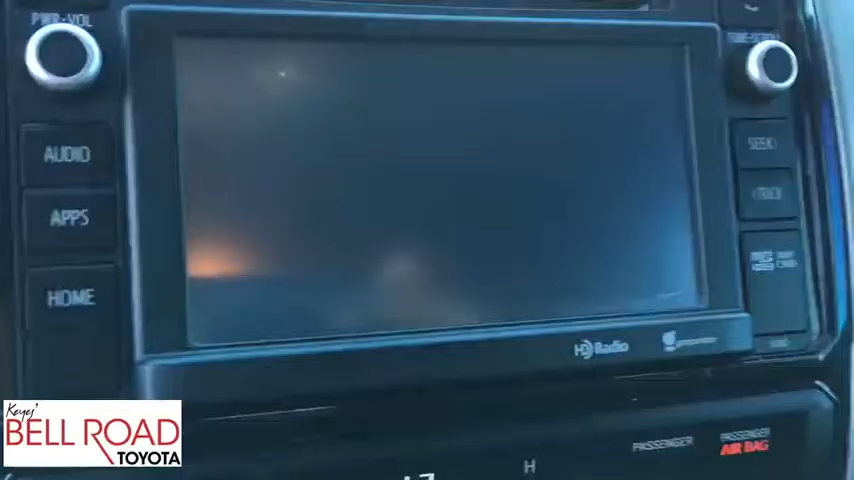 PWR•VOL
AUDIO
APPS
HOME
SEEK
TRACK
HD Radio
PASSENGER
PASSENGER
AIR BAG
H
Keyes'
BELL ROAD
TOYOTA